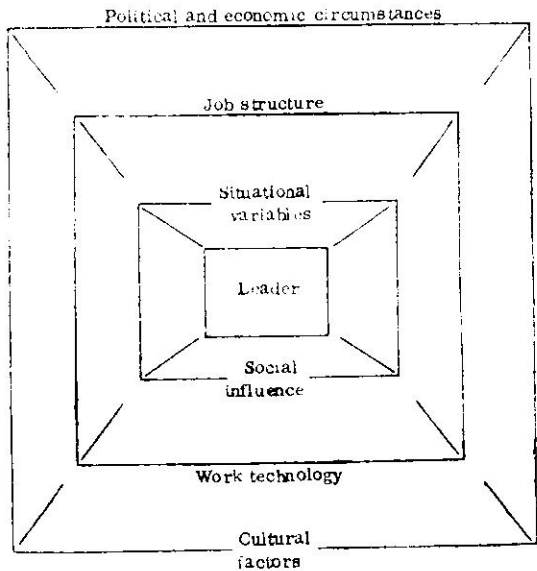 Political and economic circumstances
Job structure
Situational
variables
Leader
Social
influence
Work technology
Cultural
factors